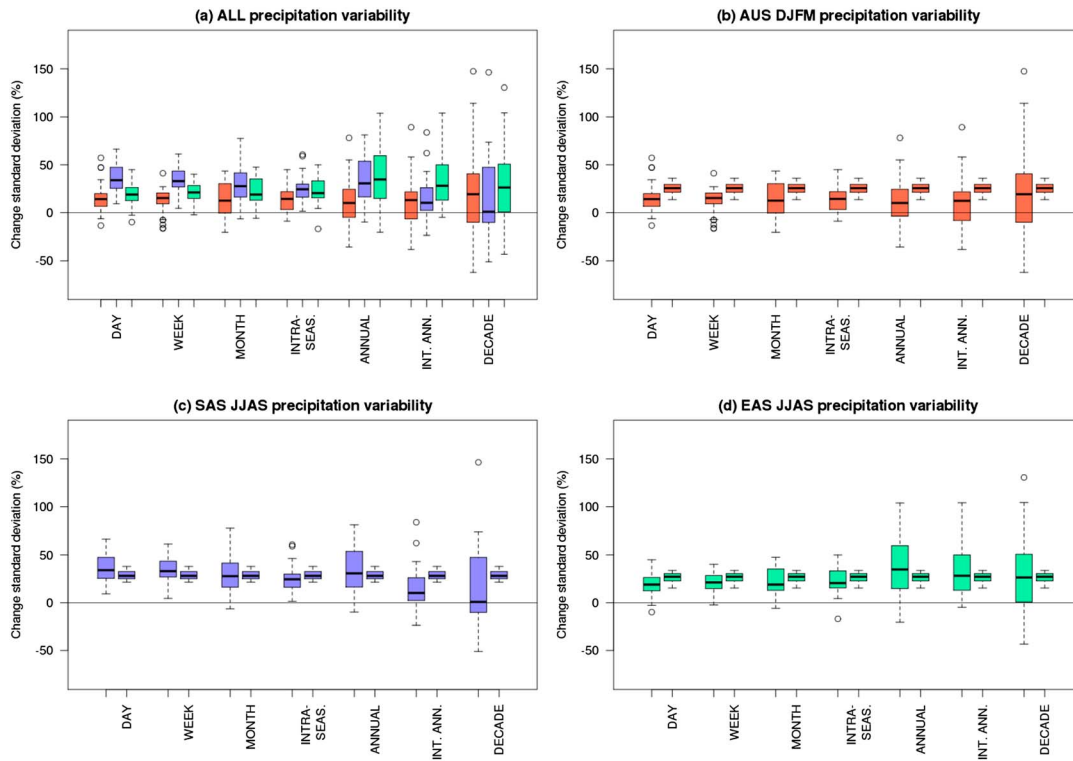 (a) ALL precipitation variability
Change standard deviation (%)
150
100
50
0
-50
DAY
WEEK
MONTH
INTRA-
SEAS.
ANNUAL
INT. ANN.
DECADE
(b) AUS DJFM precipitation variability
Change standard deviation (%)
150
100
50
0
-50
DAY
WEEK
MONTH
INTRA-
SEAS.
ANNUAL
INT. ANN.
DECADE
(c) SAS JJAS precipitation variability
Change standard deviation (%)
150
100
50
0
-50
DAY
WEEK
MONTH
INTRA-
SEAS.
ANNUAL
INT. ANN.
DECADE
(d) EAS JJAS precipitation variability
Change standard deviation (%)
150
100
50
0
-50
DAY
WEEK
MONTH
INTRA-
SEAS.
ANNUAL
INT. ANN.
DECADE